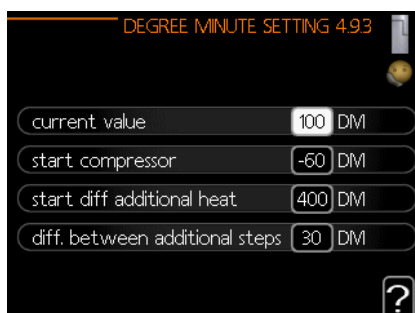 DEGREE MINUTE SETTING 4.9.3
current value 100 DM
start compressor -60 DM
start diff additional heat 400 DM
diff. between additional steps 30 DM
?